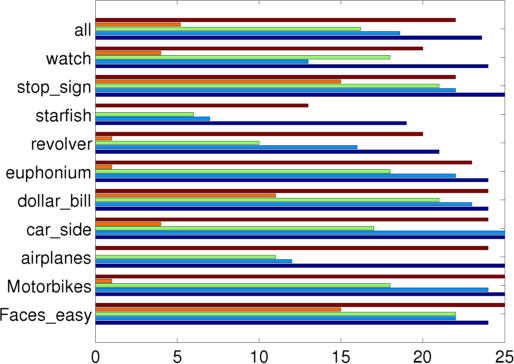 all
watch
stop_sign
starfish
revolver
euphonium
dollar_bill
car_side
airplanes
Motorbikes
Faces_easy
0 5 10 15 20 25